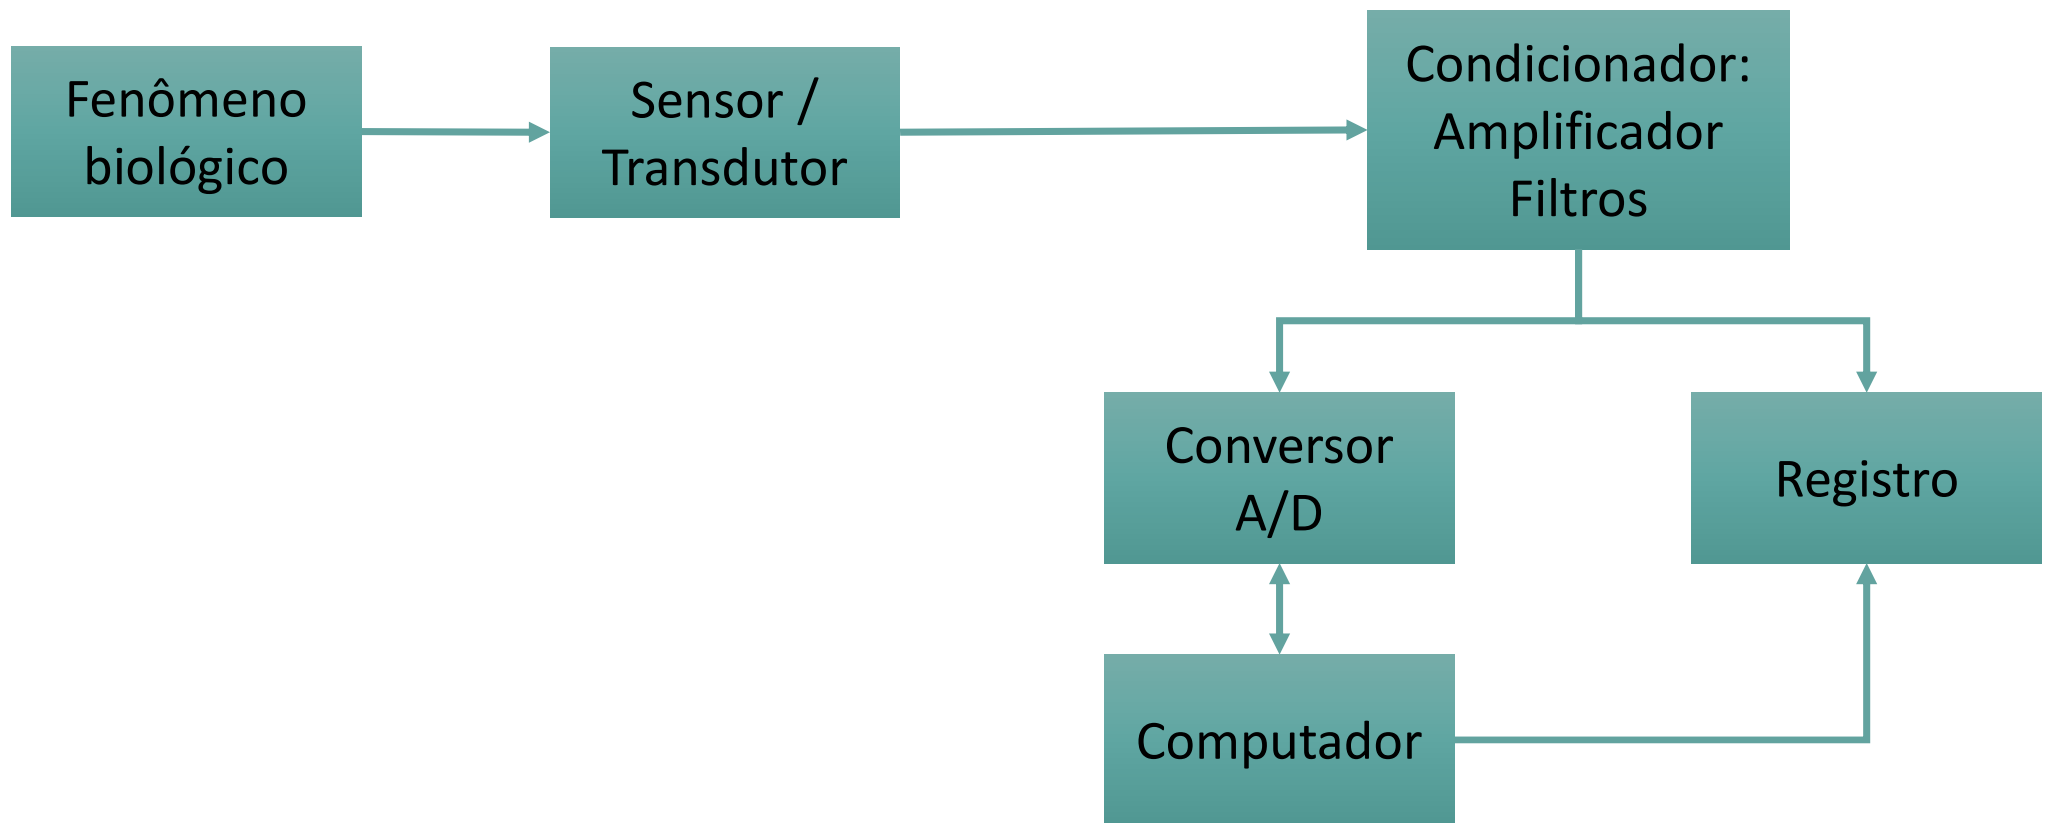 Fenômeno
biológico
Sensor /
Transdutor
Condicionador:
Amplificador
Filtros
Conversor
A/D
Registro
Computador